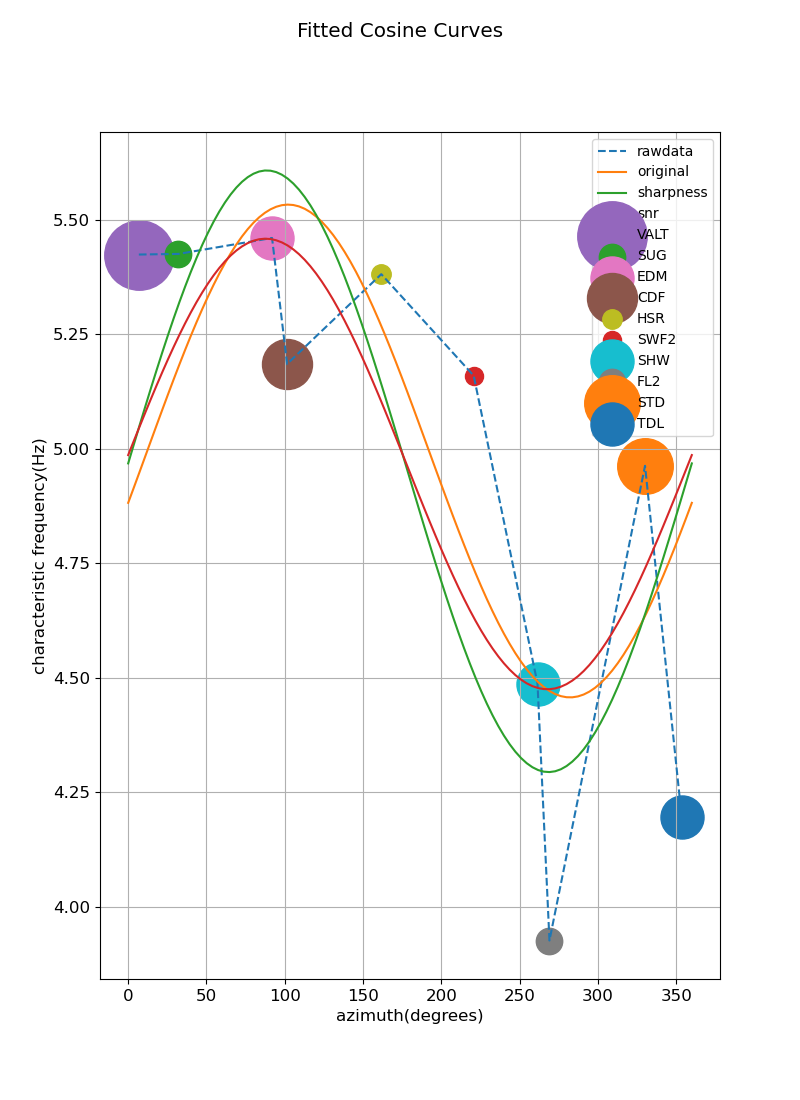 Fitted Cosine Curves
rawdata
original
sharpness
snr
VALT
SUG
EDM
CDF
HSR
SWF2
SHW
FL2
STD
TDL
5.50
5.25
5.00
4.75
4.50
4.25
4.00
characteristic frequency(Hz)
0 50 100 150 200 250 300 350
azimuth(degrees)